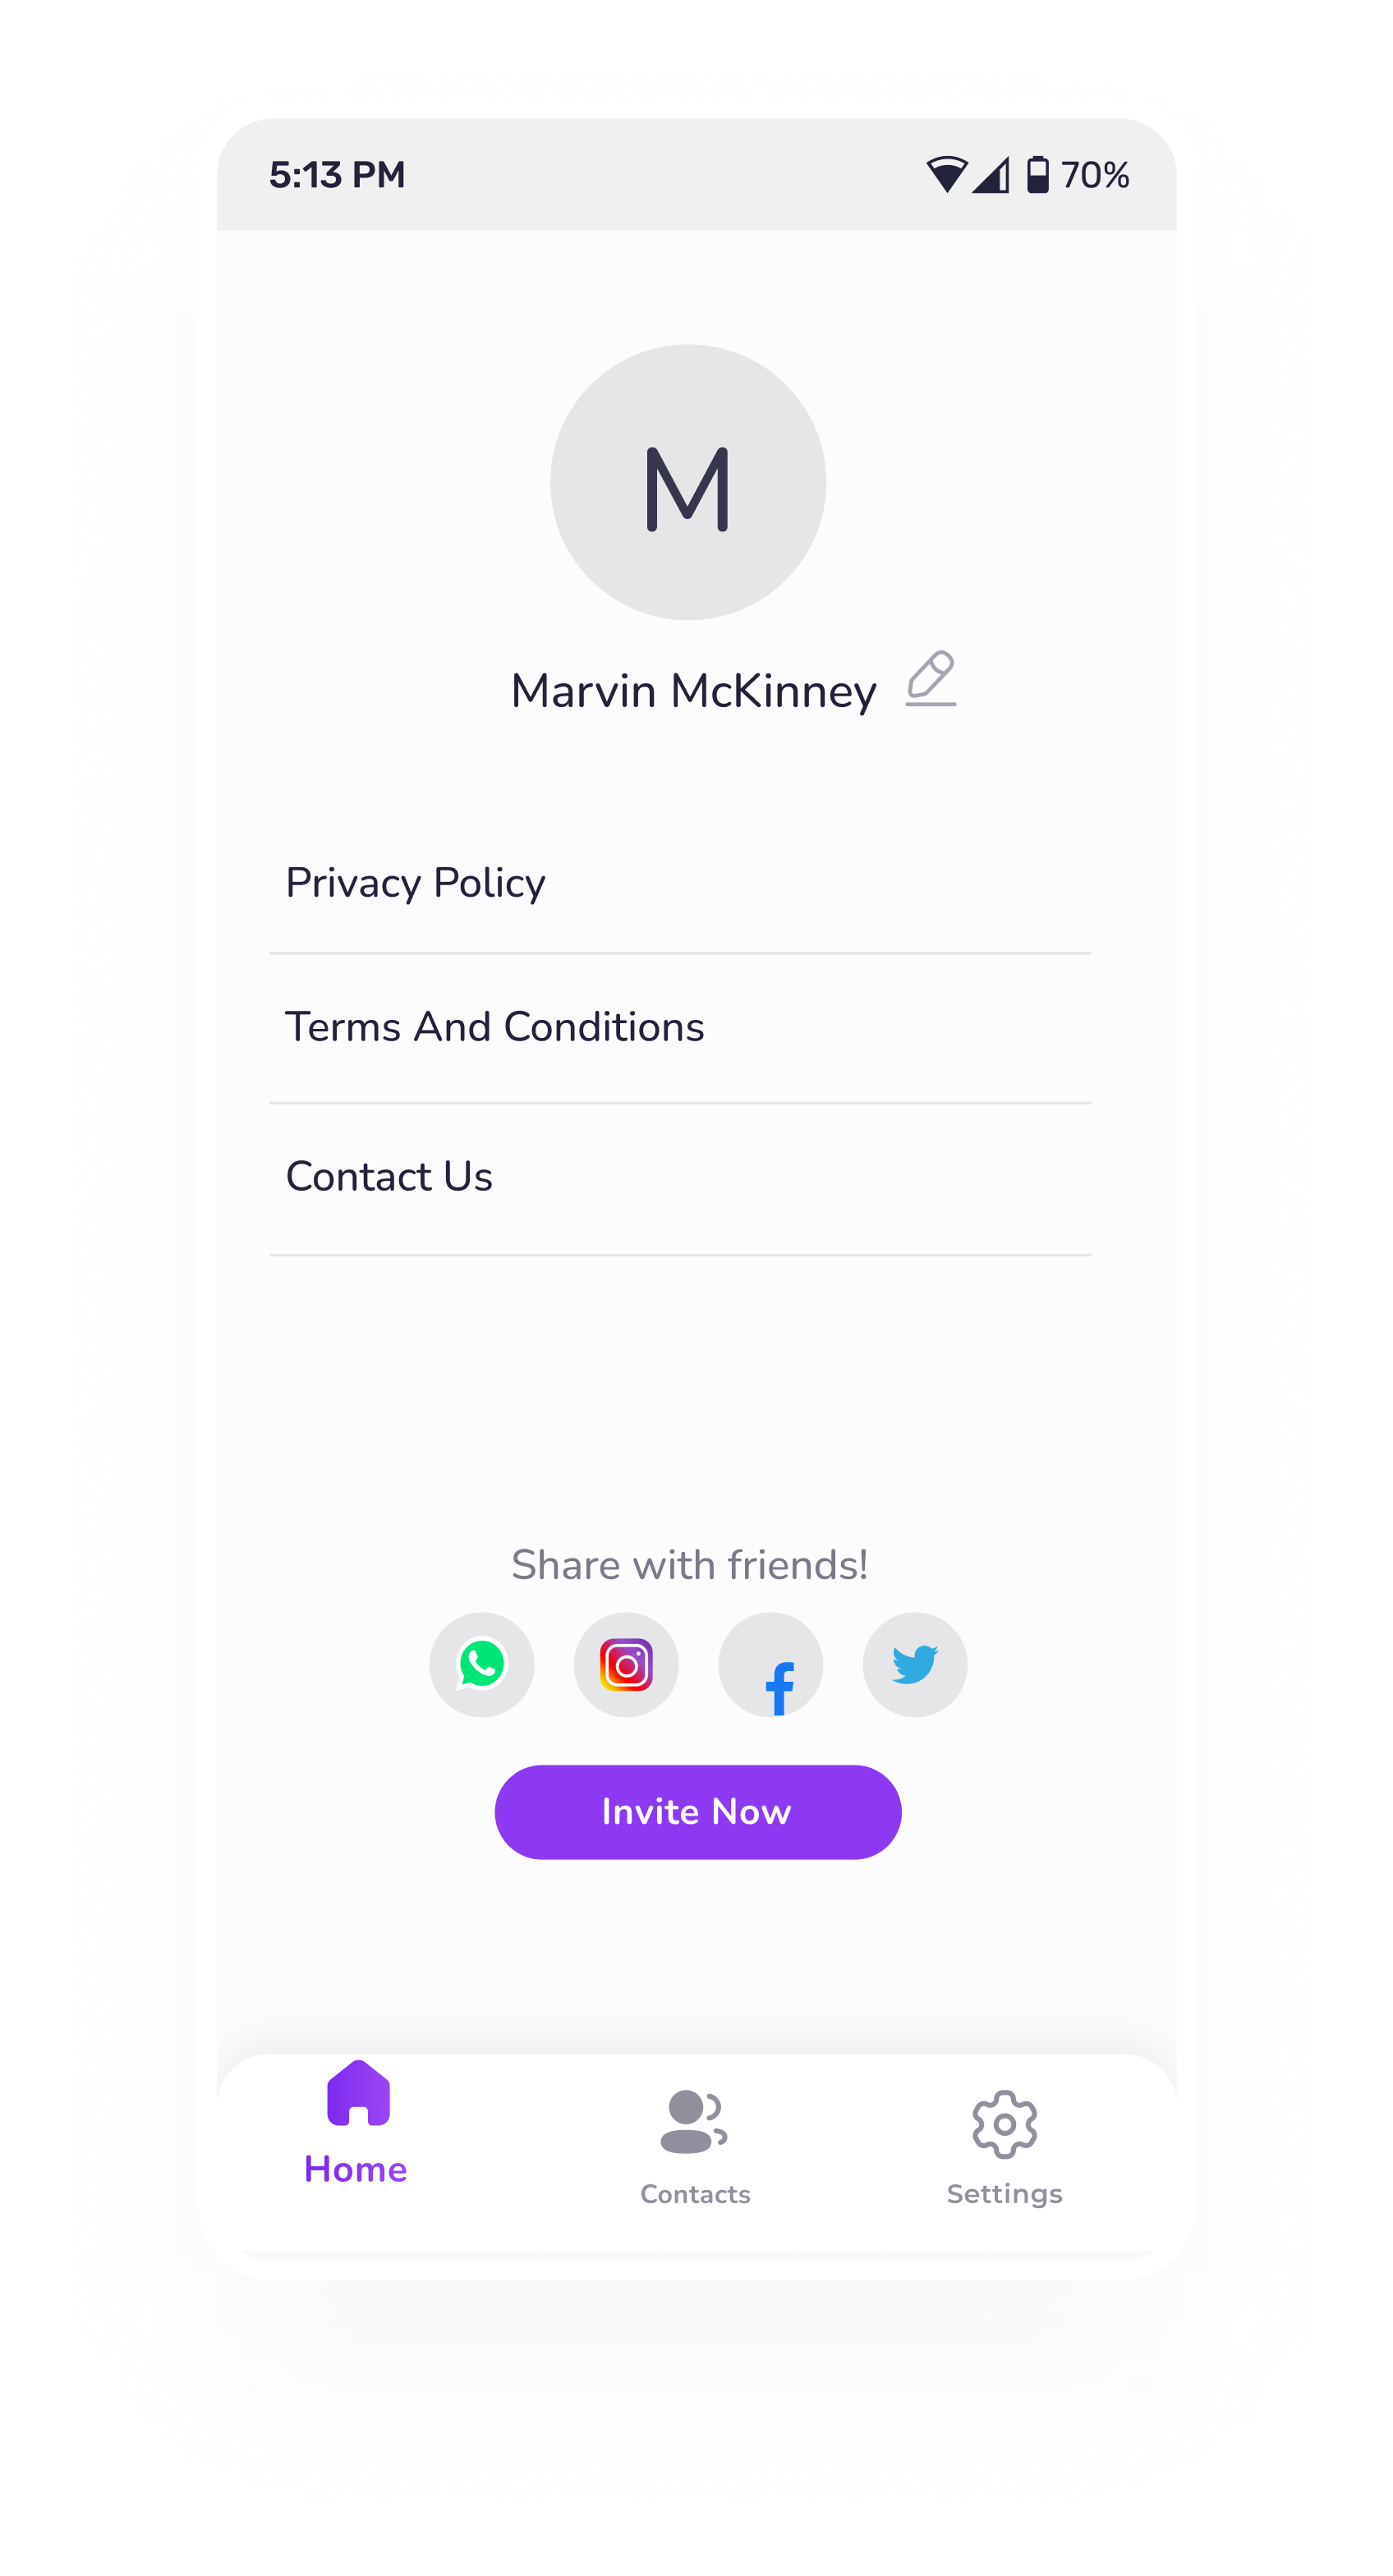 5:13 PM 70%
M
Marvin McKinney
Privacy Policy
Terms And Conditions
Contact Us
Share with friends!
Invite Now
Home Contacts Settings